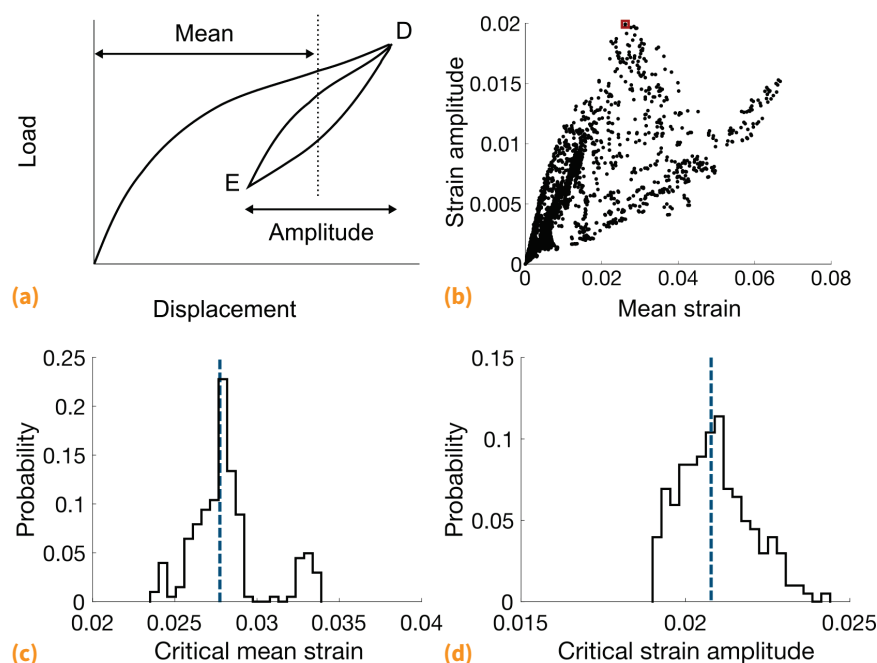 Mean
D
Load
E
Amplitude
(a)
Displacement
0.02
0.015
0.01
0.005
0
Strain amplitude
0
0.02
0.04
0.06
0.08
(b)
Mean strain
0.25
0.2
0.15
0.1
0.05
0
Probability
0.02
0.025
0.03
0.035
0.04
(c)
Critical mean strain
0.15
0.1
0.05
0
Probability
0.015
0.02
0.025
(d)
Critical strain amplitude